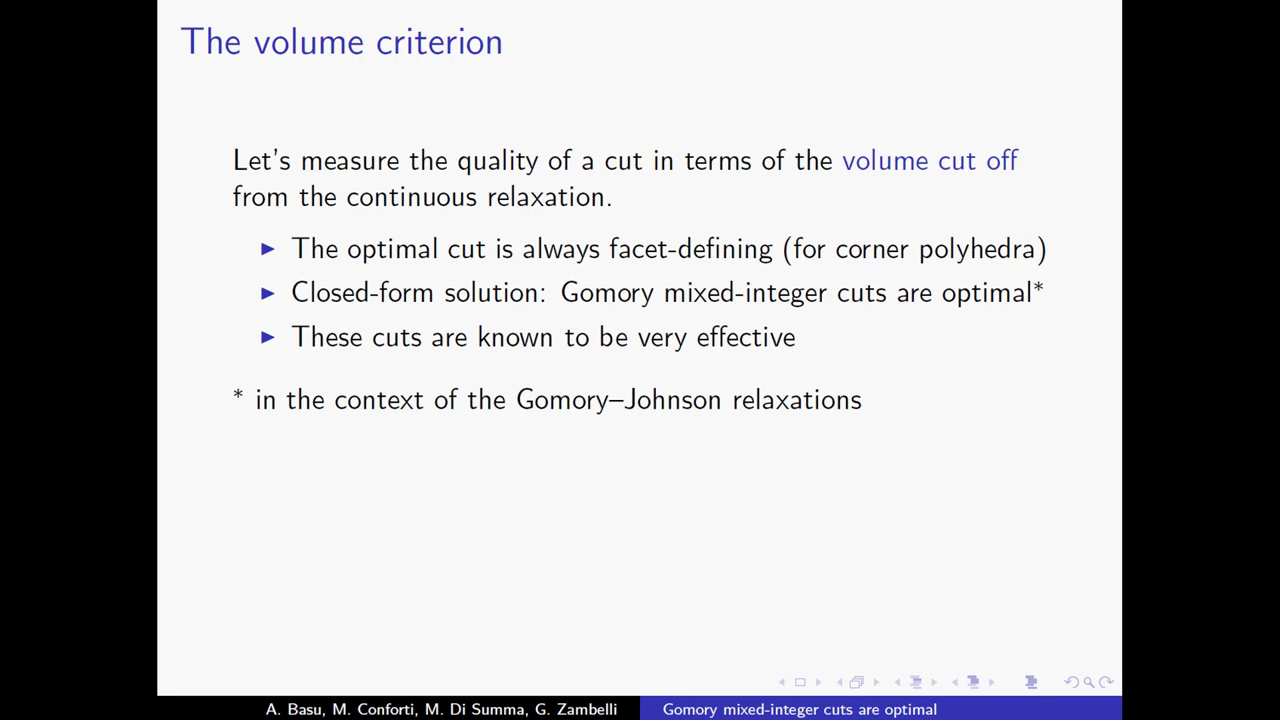 The volume criterion
Let's measure the quality of a cut in terms of the volume cut off
from the continuous relaxation.
▶ The optimal cut is always facet-defining (for corner polyhedra)
▶ Closed-form solution: Gomory mixed-integer cuts are optimal*
▶ These cuts are known to be very effective
* in the context of the Gomory–Johnson relaxations
A. Basu, M. Conforti, M. Di Summa, G. Zambelli
Gomory mixed-integer cuts are optimal